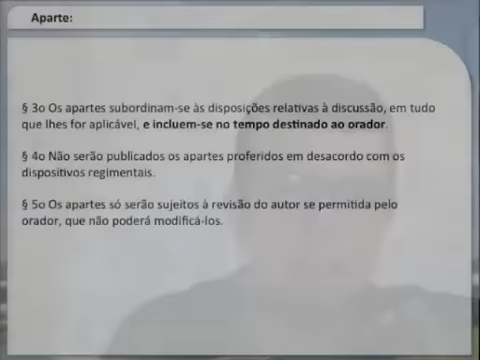 Aparte:
§ 3o Os apartes subordinam-se às disposições relativas à discussão, em tudo
que lhes for aplicável, e incluem-se no tempo destinado ao orador.
§ 4o Não serão publicados os apartes proferidos em desacordo com os
dispositivos regimentais.
§ 5o Os apartes só serão sujeitos à revisão do autor se permitida pelo
orador, que não poderá modificá-los.